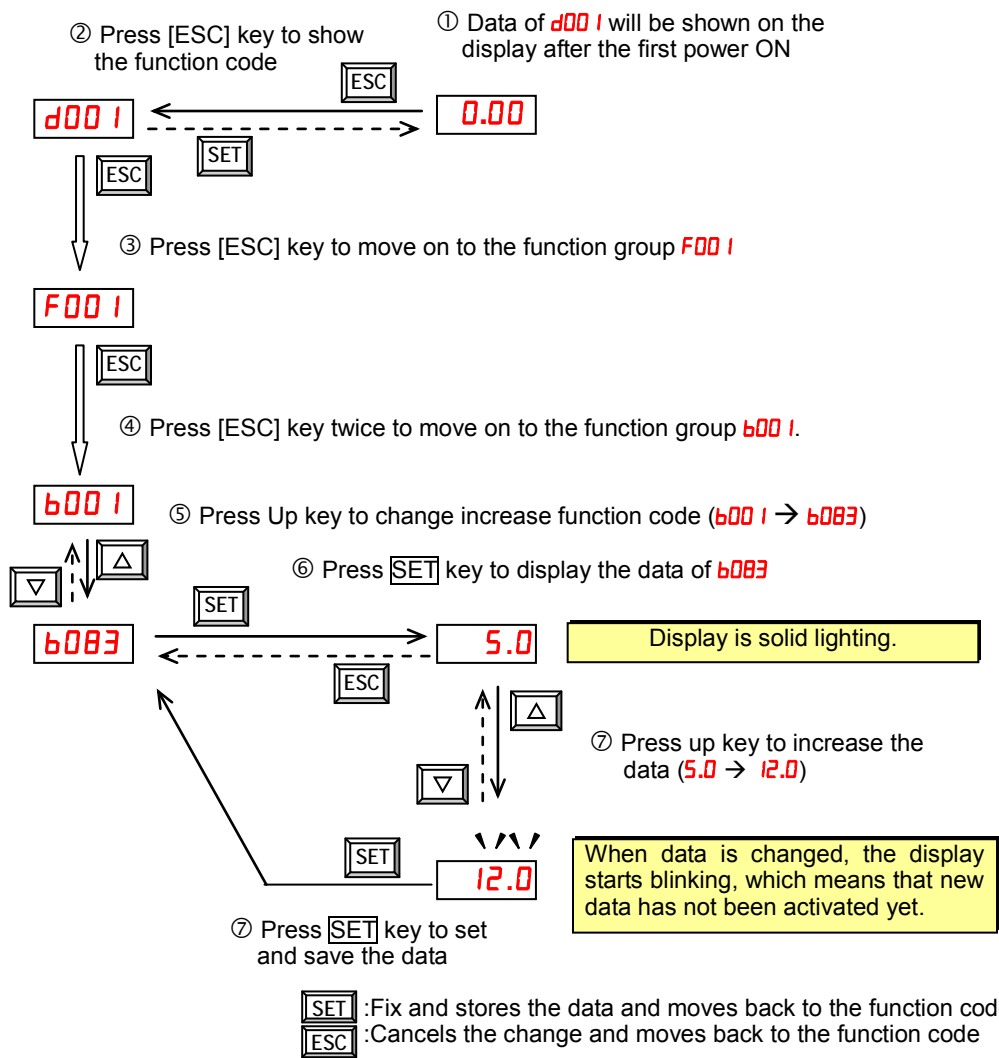 ② Press [ESC] key to show
the function code
① Data of d001 will be shown on the
display after the first power ON
ESC
d001
0.00
SET
ESC
③ Press [ESC] key to move on to the function group F001
F001
ESC
④ Press [ESC] key twice to move on to the function group b001.
b001
⑤ Press Up key to change increase function code (b001 → b083)
⑥ Press SET key to display the data of b083
SET
b083
5.0
Display is solid lighting.
ESC
⑦ Press up key to increase the
data (5.0 → 12.0)
SET
12.0
When data is changed, the display
starts blinking, which means that new
data has not been activated yet.
⑦ Press SET key to set
and save the data
SET :Fix and stores the data and moves back to the function cod
ESC :Cancels the change and moves back to the function code